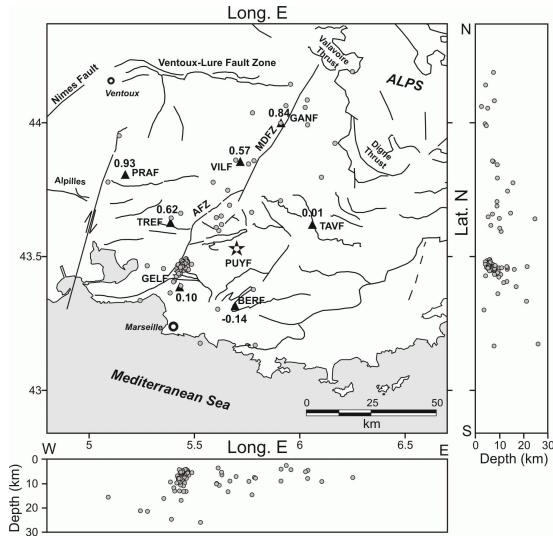 Long. E
N
Valavoire
Thrust
Ventoux-Lure Fault Zone
Nimes Fault
ALPS
Ventoux
0.84
GANF
44
MDFZ
Digne
Thrust
0.57
VILF
0.93
PRAF
Alpilles
0.62
TREF
AFZ
0.01
TAVF
Lat. N
PUYF
43.5
GELF
0.10
BERF
-0.14
Marseille
Mediterranean Sea
0 25 50
km
43
S
5 5.5 6 6.5
0 10 20 30
Depth (km)
W Long. E E
0
10
20
30
Depth (km)